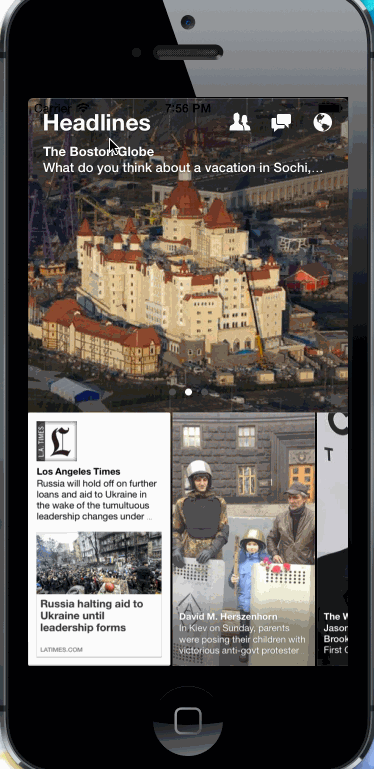 Carrier
7:56 PM
Headlines
The Boston Globe
What do you think about a vacation in Sochi,...
L.A. TIMES
L
Los Angeles Times
Russia will hold off on further
loans and aid to Ukraine in
the wake of the tumultuous
leadership changes under ...
Russia halting aid to
Ukraine until
leadership forms
LATIMES.COM
David M. Herszenhorn
In Kiev on Sunday, parents
were posing their children with
victorious anti-govt protester
C
T
The W
Jason
Brook
First C